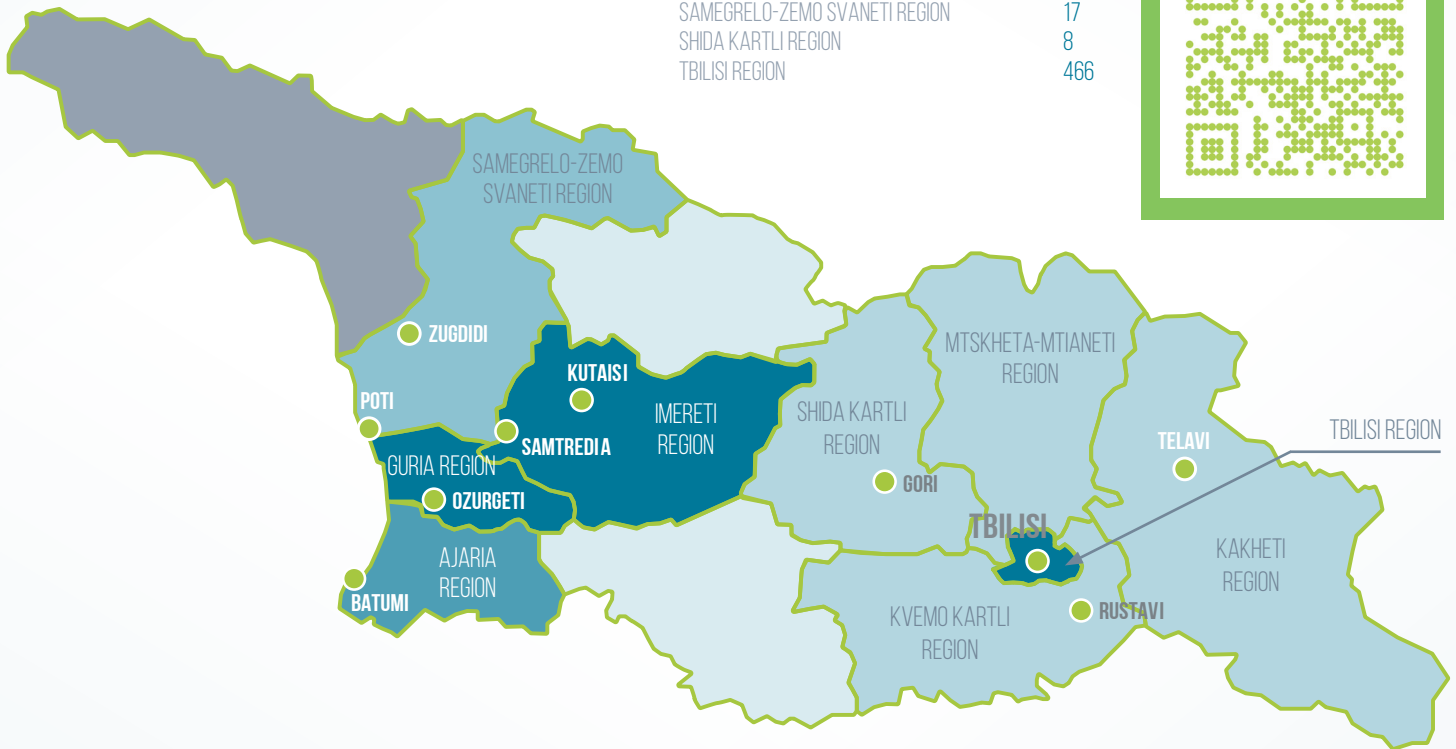 SAMEGRELO-ZEMO SVANETI REGION 17
SHIDA KARTLI REGION 8
TBILISI REGION 466
SAMEGRELO-ZEMO
SVANETI REGION
ZUGDIDI
MTSKHETA-MTIANETI
REGION
KUTAISI
POTI
IMERETI
REGION
SHIDA KARTLI
REGION
TBILISI REGION
SAMTREDIA
TELAVI
GURIA REGION
GORI
OZURGETI
TBILISI
AJARIA
REGION
KAKHETI
REGION
BATUMI
KVEMO KARTLI
REGION
RUSTAVI